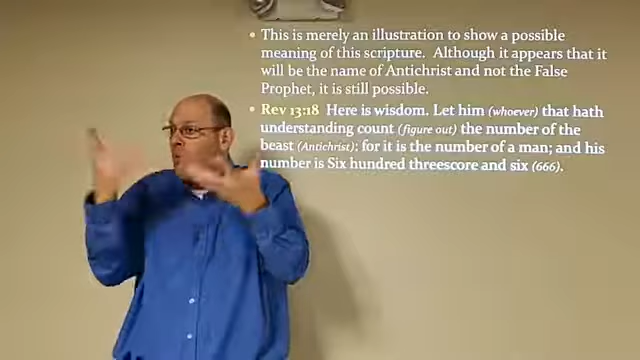 • This is merely an illustration to show a possible
meaning of this scripture. Although it appears that it
will be the name of Antichrist and not the False
Prophet, it is still possible.
• Rev 13:18 Here is wisdom. Let him (whoever) that hath
understanding count (figure out) the number of the
beast (Antichrist): for it is the number of a man; and his
number is Six hundred threescore and six (666).